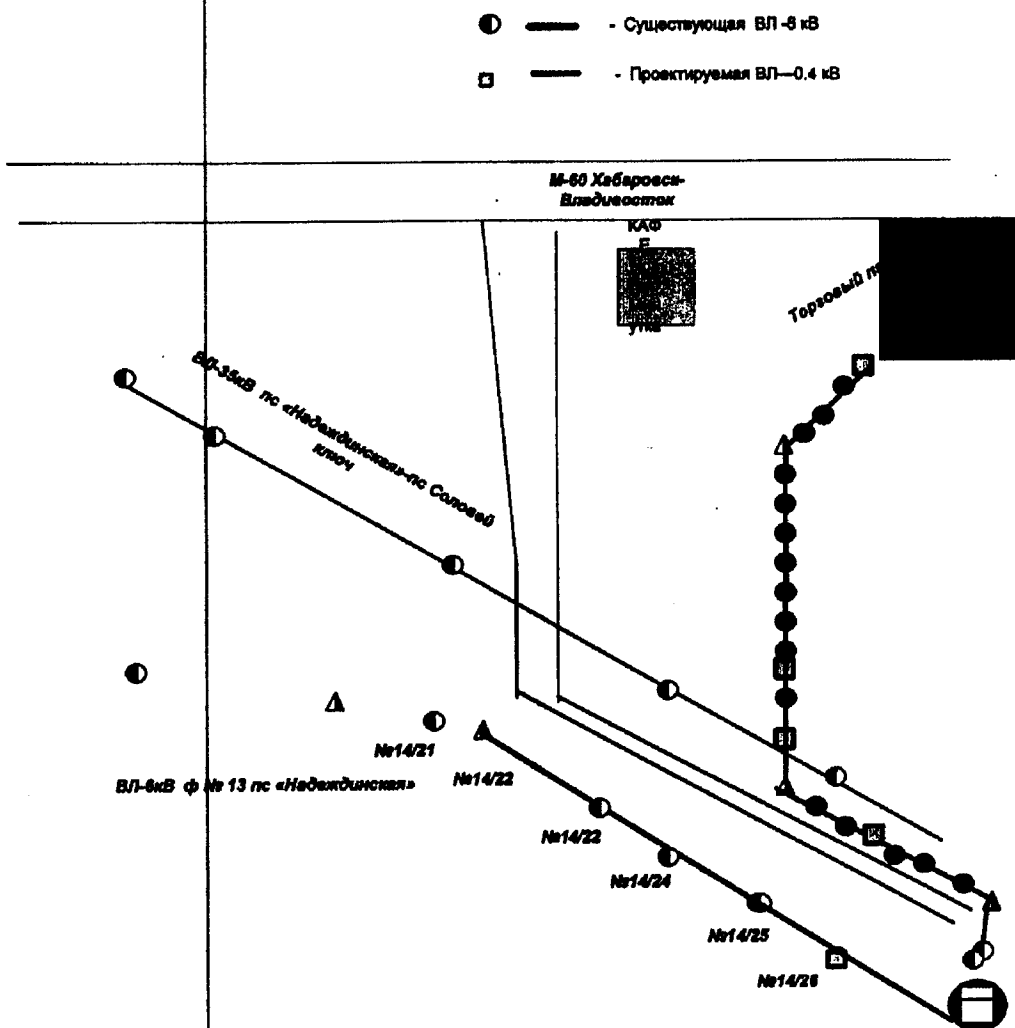 - Существующая ВЛ -6 кВ
- Проектируемая ВЛ—0.4 кВ
М-60 Хабаровск-
Владивосток
КАФ
Е
утка
Торговый
ВЛ-35кВ пс «Надеждинская»-пс Соловей
ключ
№14/21
ВЛ-6кВ ф № 13 пс «Надеждинская»
№14/22
№14/22
№14/24
№14/25
№14/26